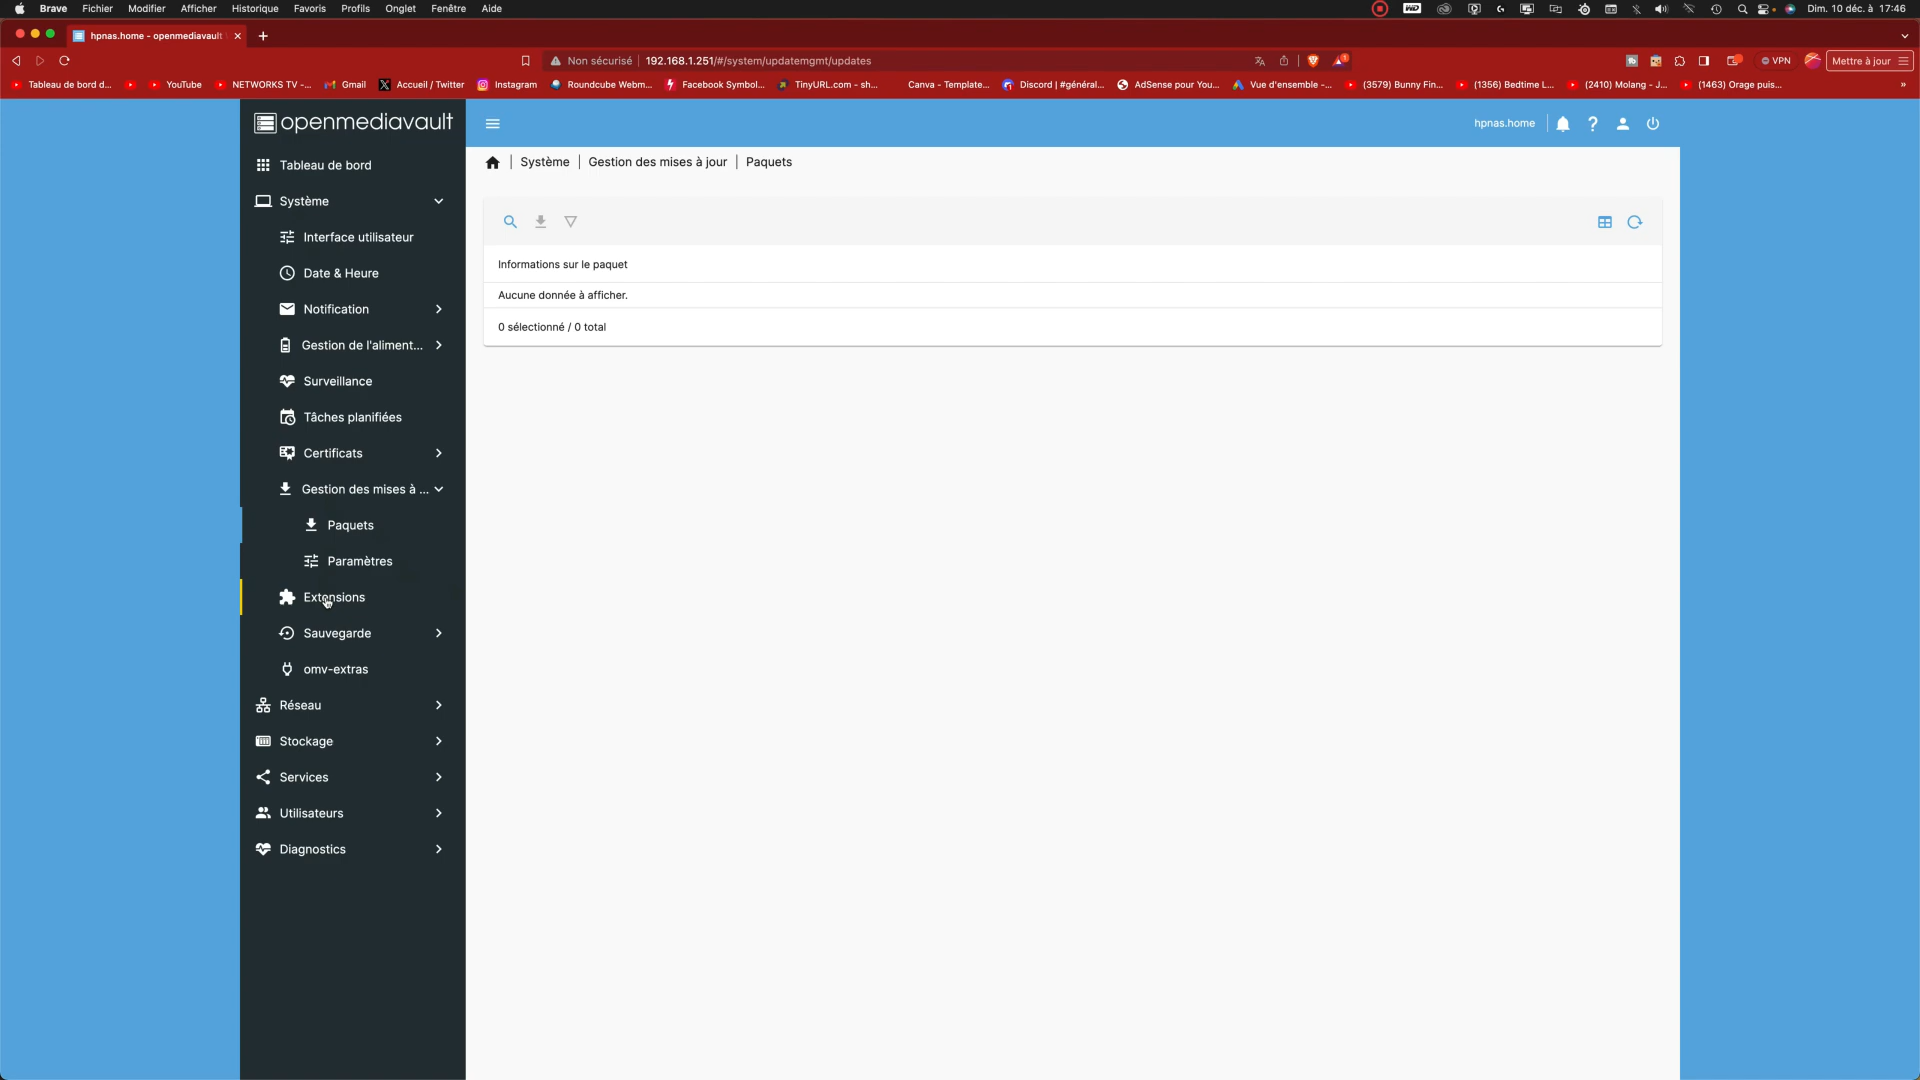 Brave Fichier Modifier Afficher Historique Favoris Profils Onglet Fenêtre Aide Dim. 10 déc. à 17:46
hpnas.home - openmediavault
Non sécurisé 192.168.1.251/#/system/updatemgmt/updates VPN Mettre à jour
Tableau de bord d... YouTube NETWORKS TV -... Gmail Accueil / Twitter Instagram Roundcube Webm... Facebook Symbol... TinyURL.com - sh... Canva - Template... Discord | #général... AdSense pour You... Vue d'ensemble -... (3579) Bunny Fin... (1356) Bedtime L... (2410) Molang - J... (1463) Orage puis... »
openmediavault
hpnas.home
Tableau de bord
Système
Interface utilisateur
Date & Heure
Notification
Gestion de l'aliment...
Surveillance
Tâches planifiées
Certificats
Gestion des mises à ...
Paquets
Paramètres
Extensions
Sauvegarde
omv-extras
Réseau
Stockage
Services
Utilisateurs
Diagnostics
Système | Gestion des mises à jour | Paquets
Informations sur le paquet
Aucune donnée à afficher.
0 sélectionné / 0 total